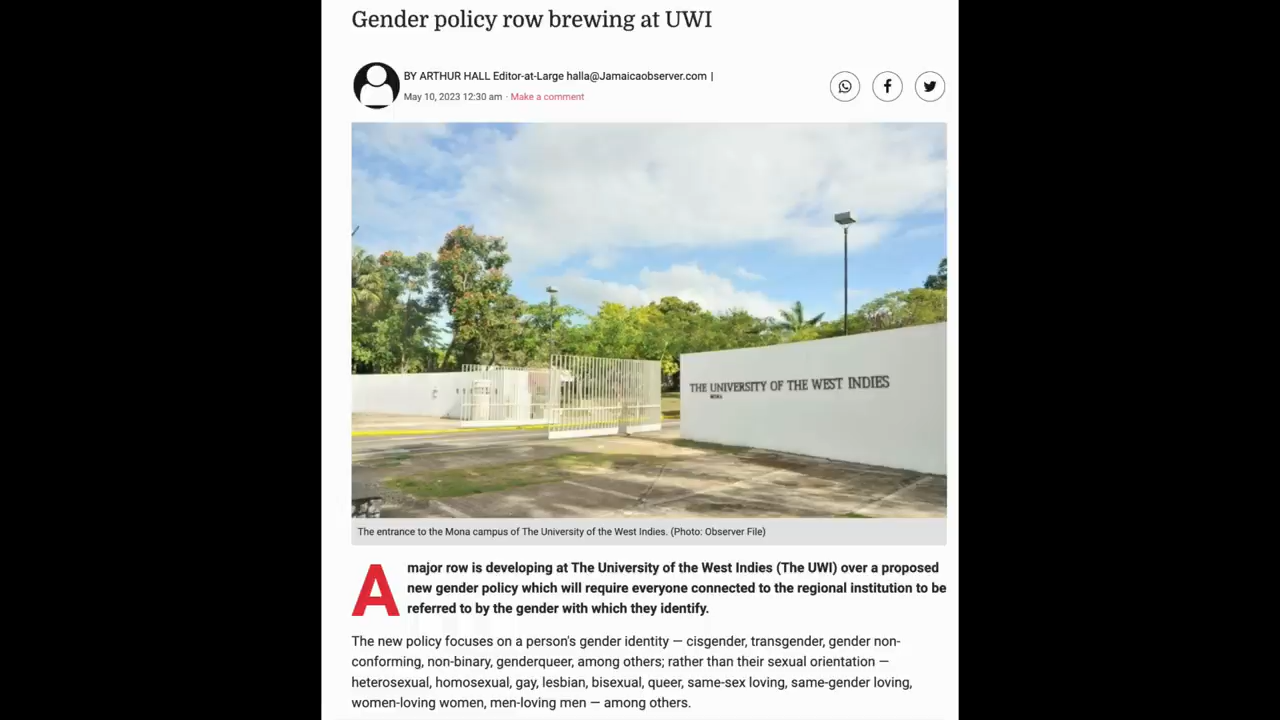 Gender policy row brewing at UWI
BY ARTHUR HALL Editor-at-Large halla@Jamaicaobserver.com |
May 10, 2023 12:30 am · Make a comment
THE UNIVERSITY OF THE WEST INDIES
MONA
The entrance to the Mona campus of The University of the West Indies. (Photo: Observer File)
A major row is developing at The University of the West Indies (The UWI) over a proposed
new gender policy which will require everyone connected to the regional institution to be
referred to by the gender with which they identify.
The new policy focuses on a person's gender identity — cisgender, transgender, gender non-
conforming, non-binary, genderqueer, among others; rather than their sexual orientation —
heterosexual, homosexual, gay, lesbian, bisexual, queer, same-sex loving, same-gender loving,
women-loving women, men-loving men — among others.